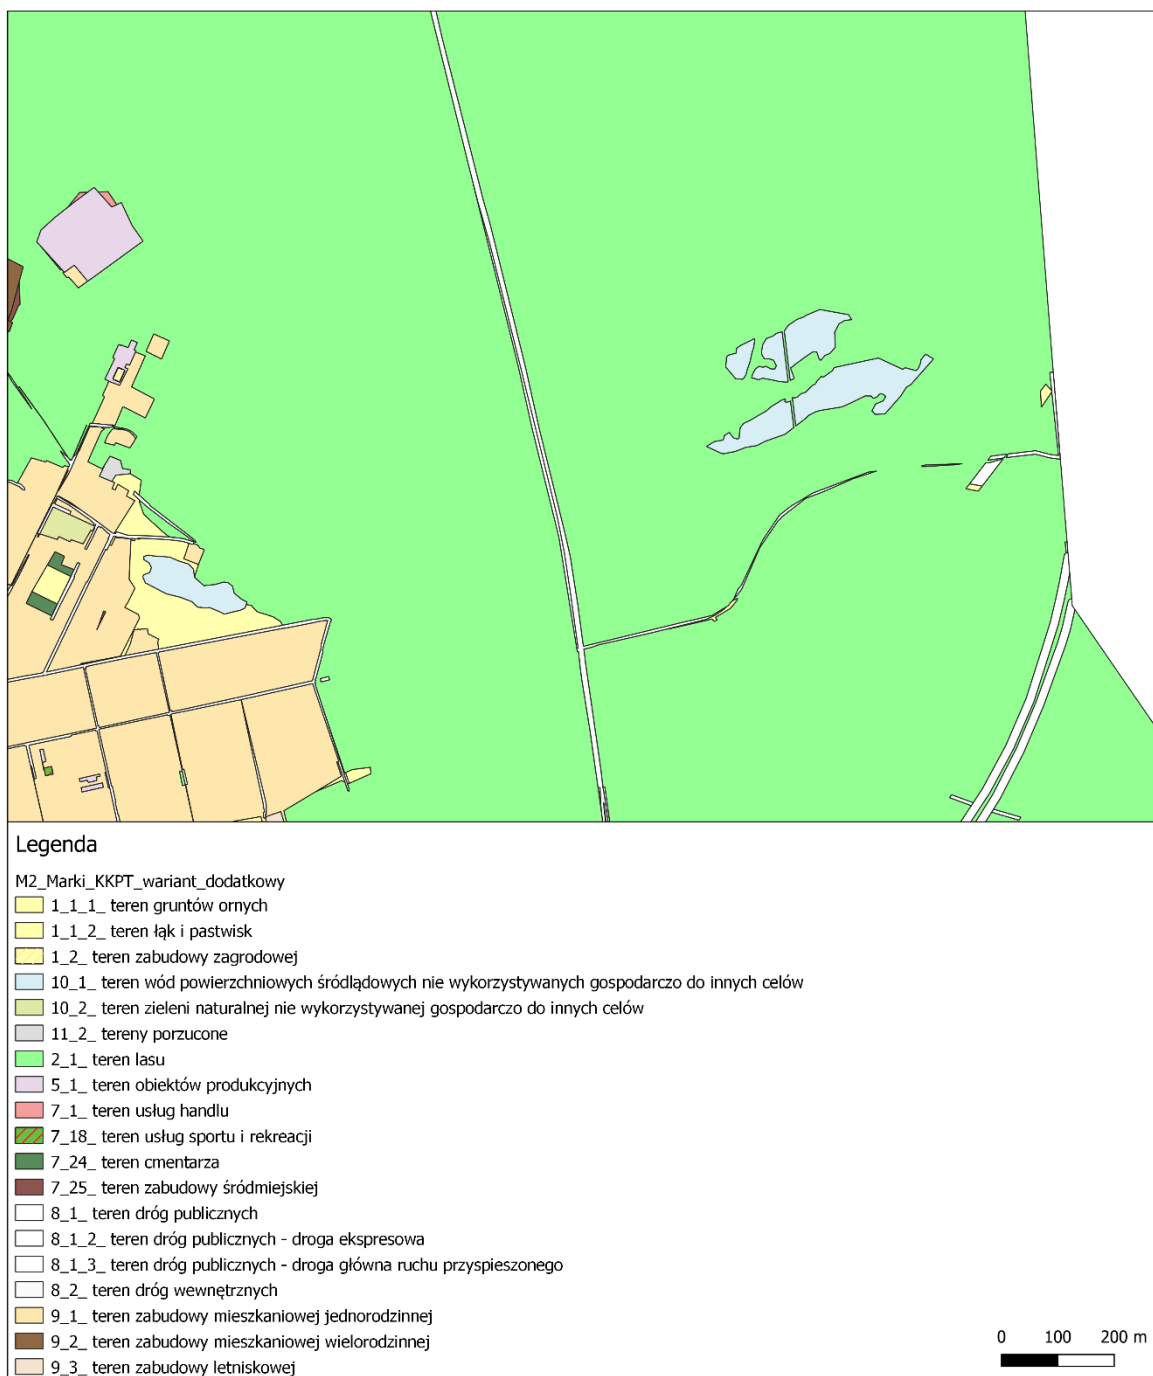 Legenda
M2_Marki_KKPT_wariant_dodatkowy
1_1_1_ teren gruntów ornych
1_1_2_ teren łąk i pastwisk
1_2_ teren zabudowy zagrodowej
10_1_ teren wód powierzchniowych śródlądowych nie wykorzystywanych gospodarczo do innych celów
10_2_ teren zieleni naturalnej nie wykorzystywanej gospodarczo do innych celów
11_2_ tereny porzucone
2_1_ teren lasu
5_1_ teren obiektów produkcyjnych
7_1_ teren usług handlu
7_18_ teren usług sportu i rekreacji
7_24_ teren cmentarza
7_25_ teren zabudowy śródmiejskiej
8_1_ teren dróg publicznych
8_1_2_ teren dróg publicznych - droga ekspresowa
8_1_3_ teren dróg publicznych - droga główna ruchu przyspieszonego
8_2_ teren dróg wewnętrznych
9_1_ teren zabudowy mieszkaniowej jednorodzinnej
9_2_ teren zabudowy mieszkaniowej wielorodzinnej
9_3_ teren zabudowy letniskowej
0 100 200 m